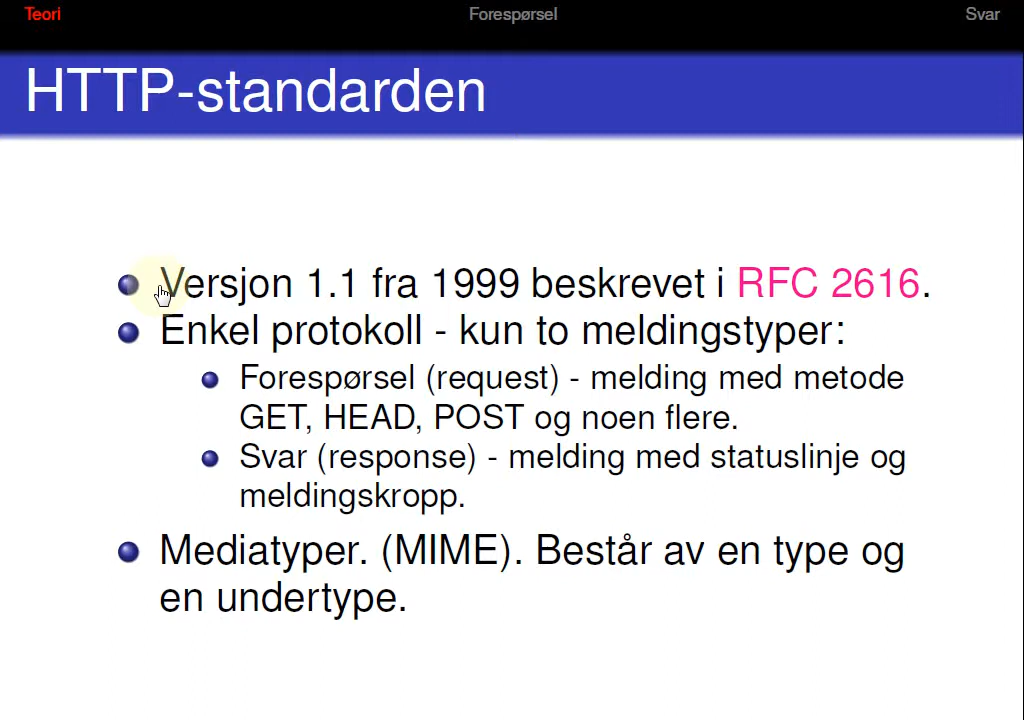 Teori Forespørsel Svar
HTTP-standarden
Versjon 1.1 fra 1999 beskrevet i RFC 2616.
Enkel protokoll - kun to meldingstyper:
Forespørsel (request) - melding med metode
GET, HEAD, POST og noen flere.
Svar (response) - melding med statuslinje og
meldingskropp.
Mediatyper. (MIME). Består av en type og
en undertype.